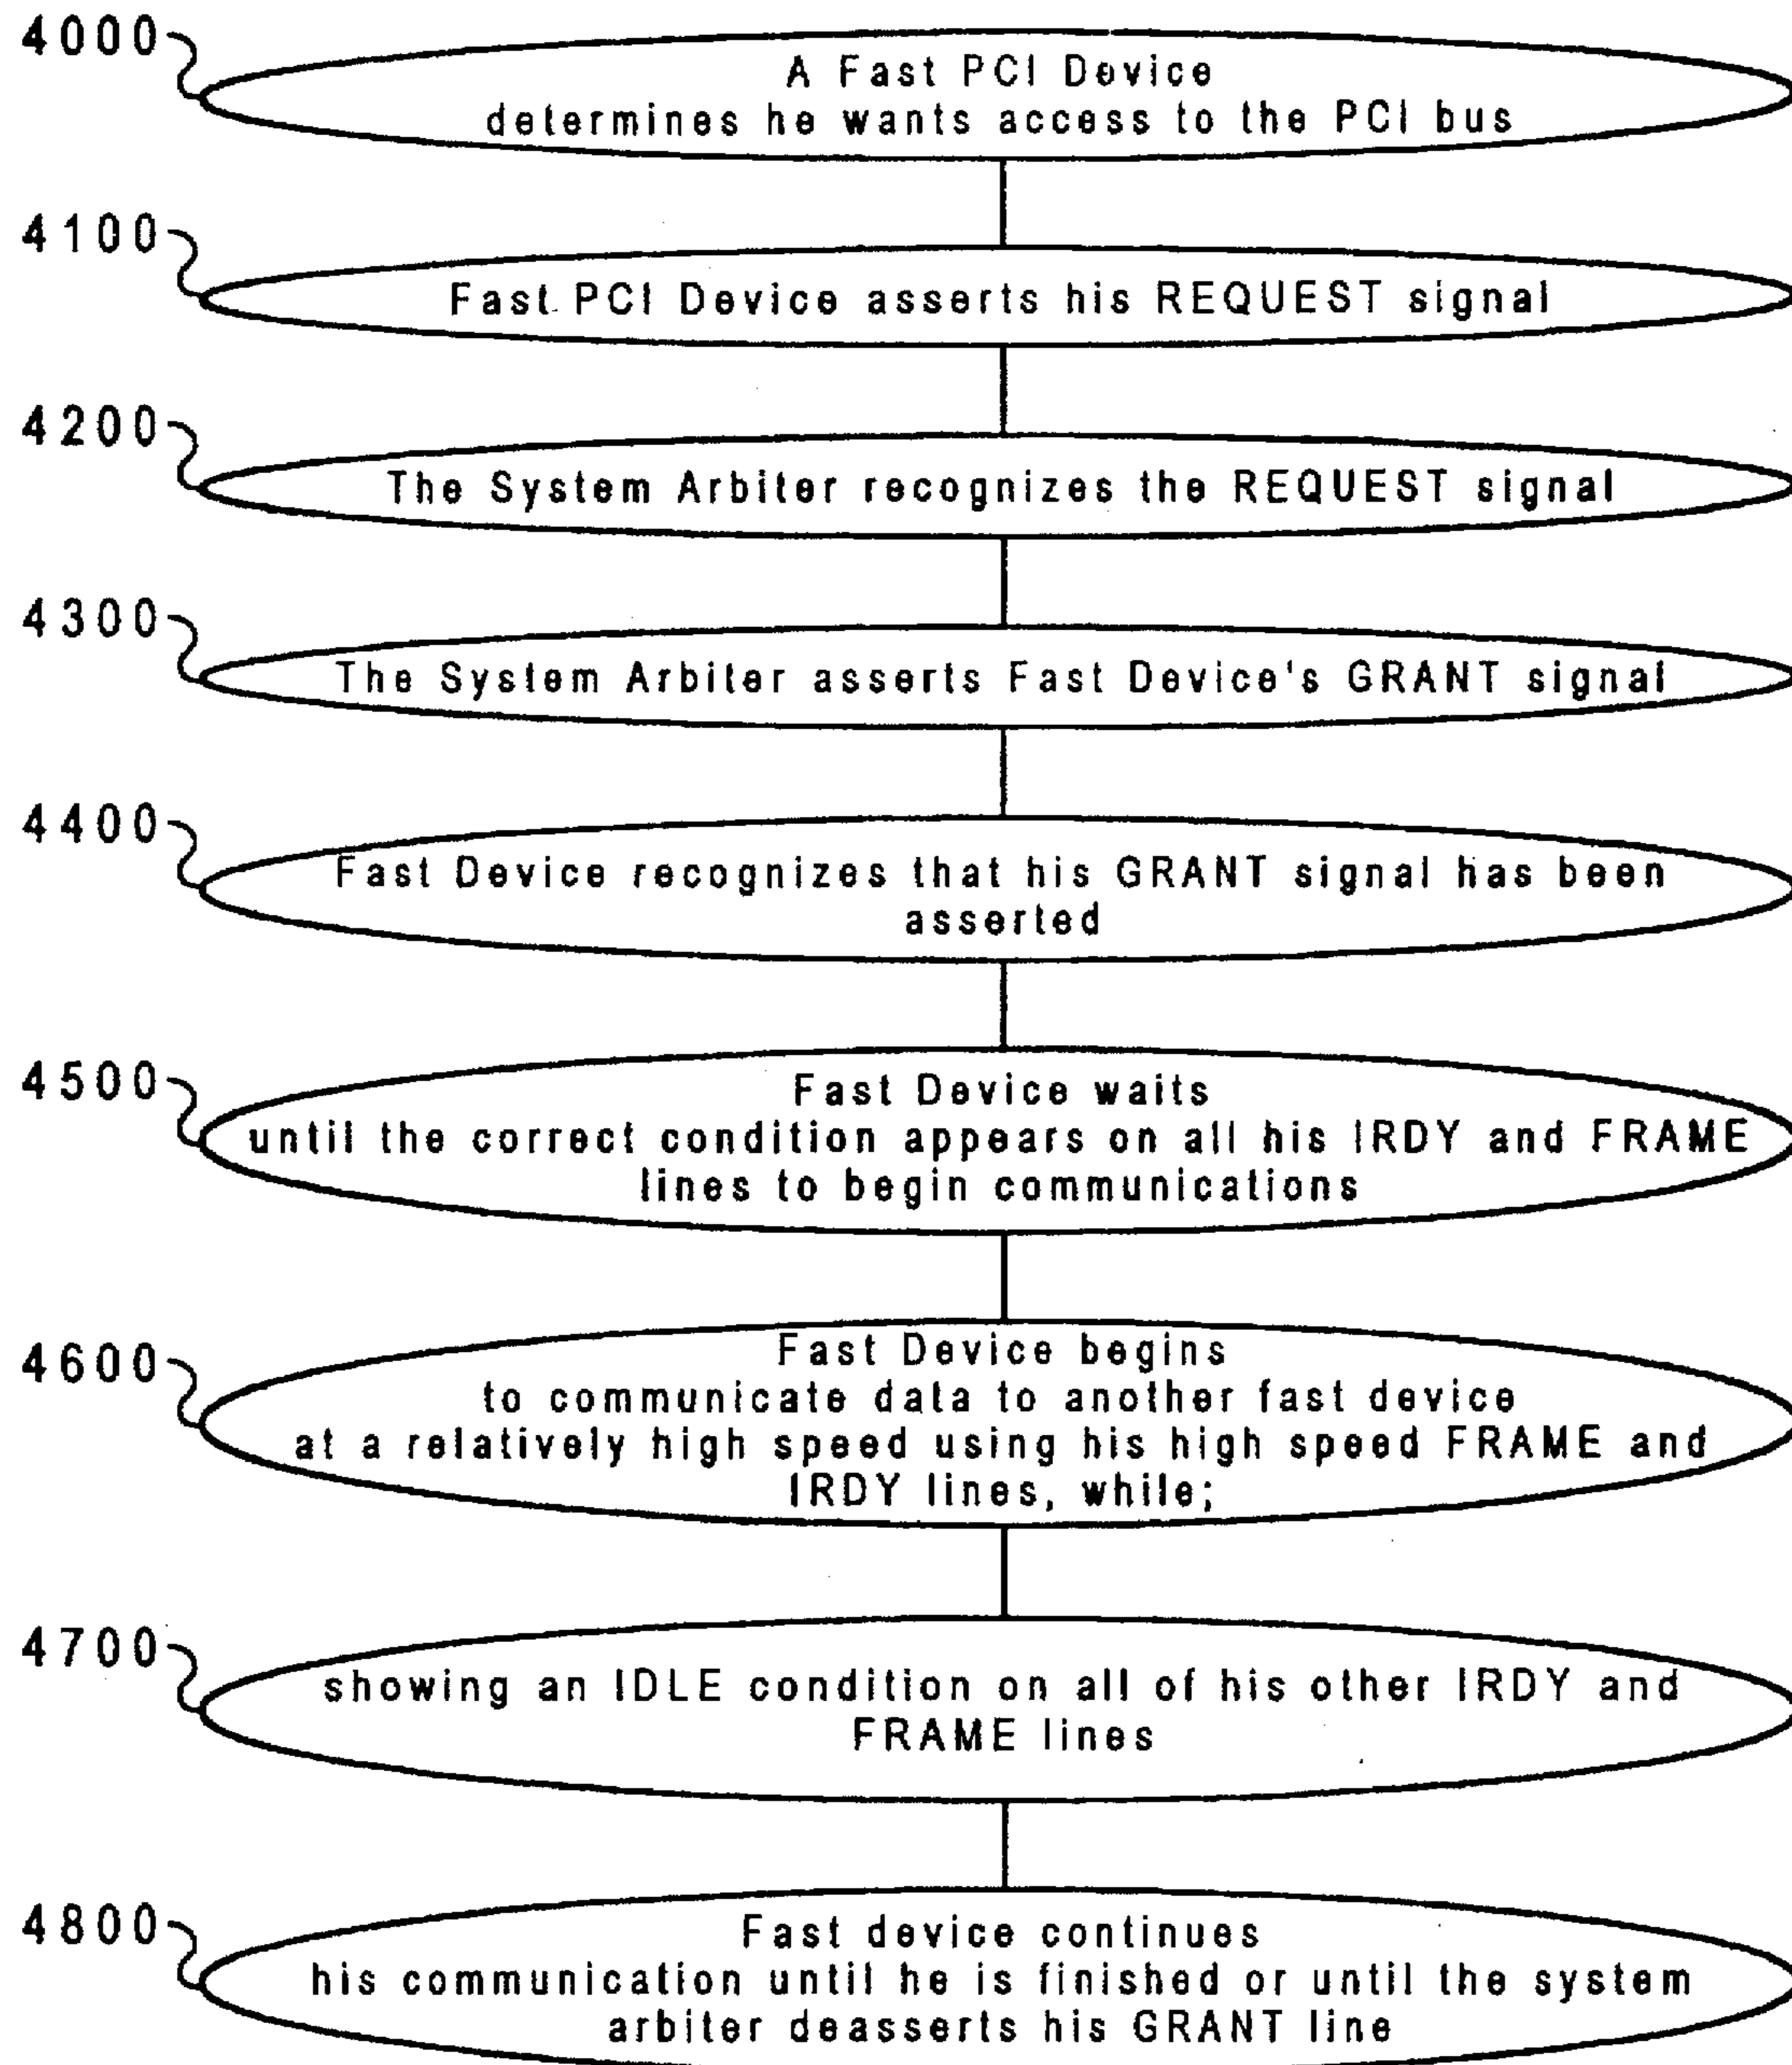 4000
A Fast PCI Device
determines he wants access to the PCI bus
4100
Fast PCI Device asserts his REQUEST signal
4200
The System Arbiter recognizes the REQUEST signal
4300
The System Arbiter asserts Fast Device's GRANT signal
4400
Fast Device recognizes that his GRANT signal has been
asserted
4500
Fast Device waits
until the correct condition appears on all his IRDY and FRAME
lines to begin communications
4600
Fast Device begins
to communicate data to another fast device
at a relatively high speed using his high speed FRAME and
IRDY lines, while;
4700
showing an IDLE condition on all of his other IRDY and
FRAME lines
4800
Fast device continues
his communication until he is finished or until the system
arbiter deasserts his GRANT line